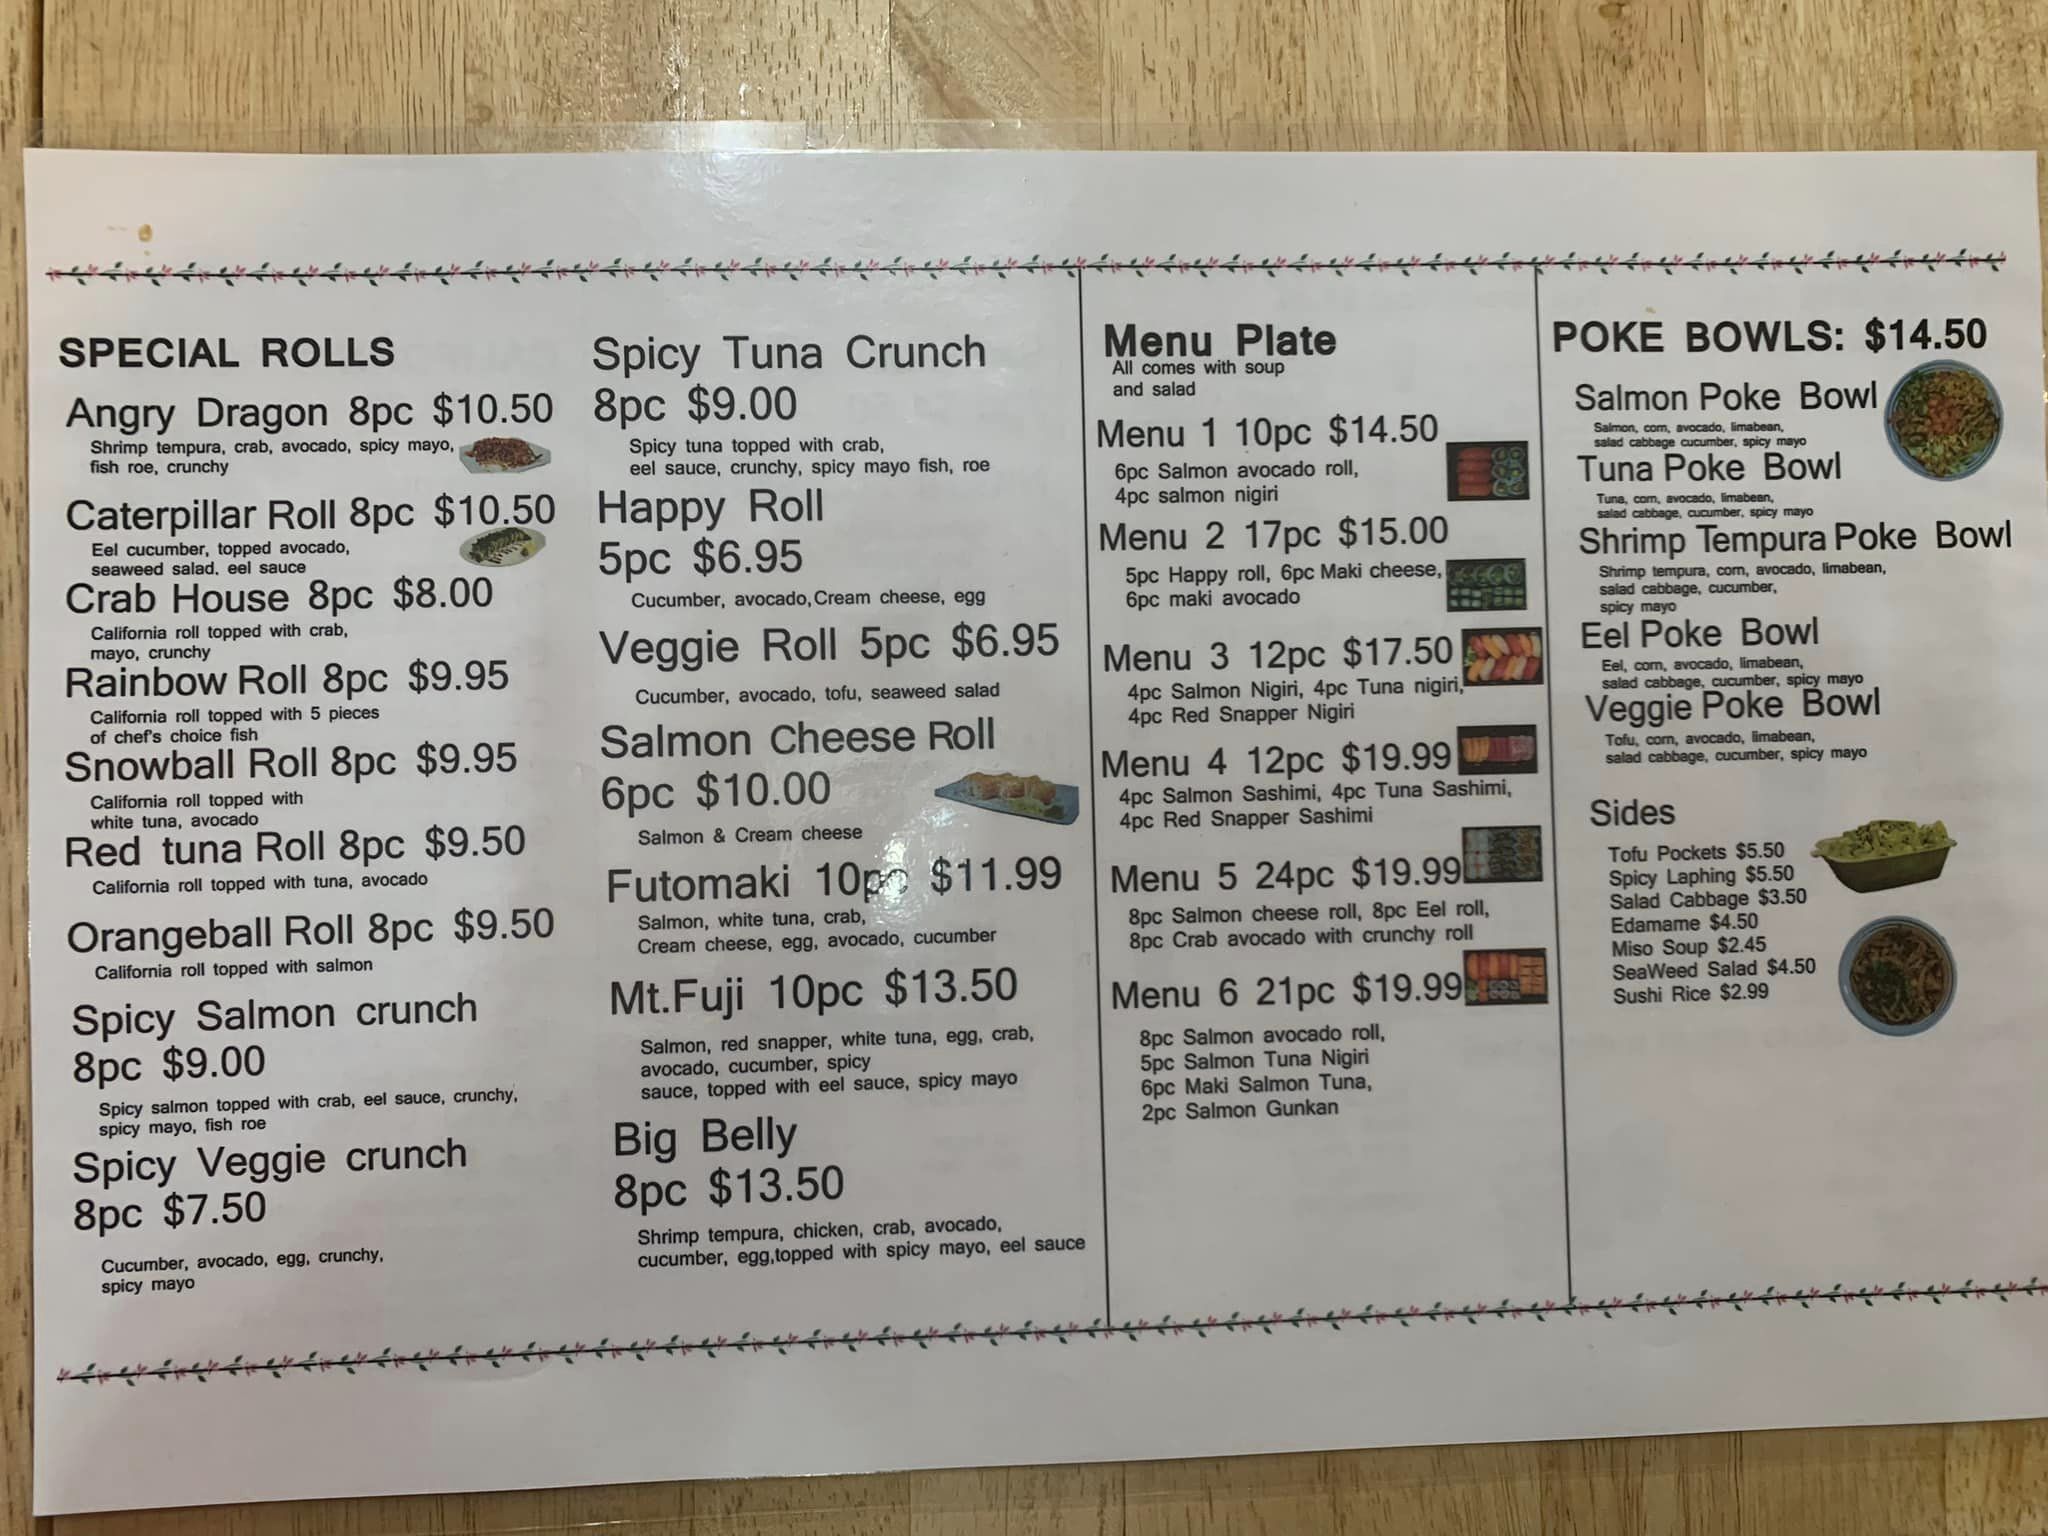 SPECIAL ROLLS
Angry Dragon 8pc $10.50
Shrimp tempura, crab, avocado, spicy mayo,
fish roe, crunchy
Caterpillar Roll 8pc $10.50
Eel cucumber, topped avocado,
seaweed salad, eel sauce
Crab House 8pc $8.00
California roll topped with crab,
mayo, crunchy
Rainbow Roll 8pc $9.95
California roll topped with 5 pieces
of chef's choice fish
Snowball Roll 8pc $9.95
California roll topped with
white tuna, avocado
Red tuna Roll 8pc $9.50
California roll topped with tuna, avocado
Orangeball Roll 8pc $9.50
California roll topped with salmon
Spicy Salmon crunch
8pc $9.00
Spicy salmon topped with crab, eel sauce, crunchy,
spicy mayo, fish roe
Spicy Veggie crunch
8pc $7.50
Cucumber, avocado, egg, crunchy,
spicy mayo
Spicy Tuna Crunch
8pc $9.00
Spicy tuna topped with crab,
eel sauce, crunchy, spicy mayo fish, roe
Happy Roll
5pc $6.95
Cucumber, avocado, Cream cheese, egg
Veggie Roll 5pc $6.95
Cucumber, avocado, tofu, seaweed salad
Salmon Cheese Roll
6pc $10.00
Salmon & Cream cheese
Futomaki 10pc $11.99
Salmon, white tuna, crab,
Cream cheese, egg, avocado, cucumber
Mt.Fuji 10pc $13.50
Salmon, red snapper, white tuna, egg, crab,
avocado, cucumber, spicy
sauce, topped with eel sauce, spicy mayo
Big Belly
8pc $13.50
Shrimp tempura, chicken, crab, avocado,
cucumber, egg,topped with spicy mayo, eel sauce
Menu Plate
All comes with soup
and salad
Menu 1 10pc $14.50
6pc Salmon avocado roll,
4pc salmon nigiri
Menu 2 17pc $15.00
5pc Happy roll, 6pc Maki cheese,
6pc maki avocado
Menu 3 12pc $17.50
4pc Salmon Nigiri, 4pc Tuna nigiri,
4pc Red Snapper Nigiri
Menu 4 12pc $19.99
4pc Salmon Sashimi, 4pc Tuna Sashimi,
4pc Red Snapper Sashimi
Menu 5 24pc $19.99
8pc Salmon cheese roll, 8pc Eel roll,
8pc Crab avocado with crunchy roll
Menu 6 21pc $19.99
8pc Salmon avocado roll,
5pc Salmon Tuna Nigiri
6pc Maki Salmon Tuna,
2pc Salmon Gunkan
POKE BOWLS: $14.50
Salmon Poke Bowl
Salmon, corn, avocado, limabean,
salad cabbage cucumber, spicy mayo
Tuna Poke Bowl
Tuna, corn, avocado, limabean,
salad cabbage, cucumber, spicy mayo
Shrimp Tempura Poke Bowl
Shrimp tempura, corn, avocado, limabean,
salad cabbage, cucumber,
spicy mayo
Eel Poke Bowl
Eel, corn, avocado, limabean,
salad cabbage, cucumber, spicy mayo
Veggie Poke Bowl
Tofu, corn, avocado, limabean,
salad cabbage, cucumber, spicy mayo
Sides
Tofu Pockets $5.50
Spicy Laphing $5.50
Salad Cabbage $3.50
Edamame $4.50
Miso Soup $2.45
SeaWeed Salad $4.50
Sushi Rice $2.99